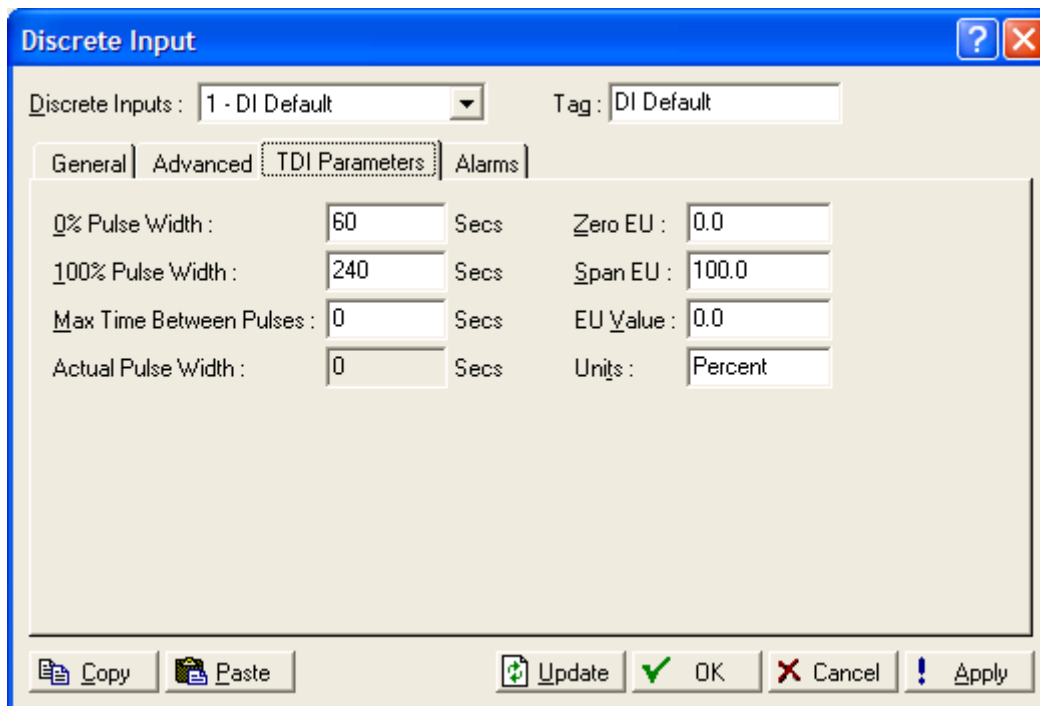 Discrete Input
Discrete Inputs : 1 - DI Default Tag : DI Default
General Advanced TDI Parameters Alarms
0% Pulse Width : 60 Secs Zero EU : 0.0
100% Pulse Width : 240 Secs Span EU : 100.0
Max Time Between Pulses : 0 Secs EU Value : 0.0
Actual Pulse Width : 0 Secs Units : Percent
Copy Paste Update OK Cancel Apply